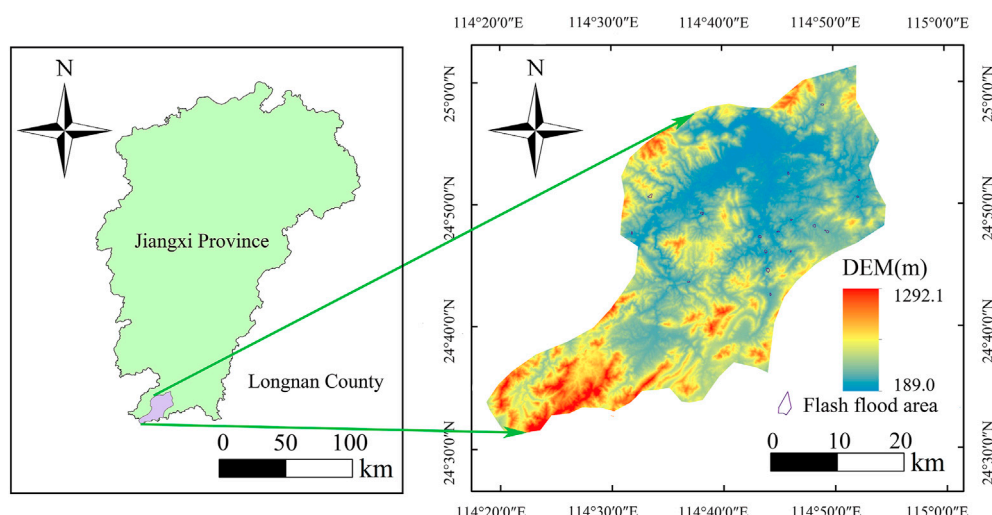 N
Jiangxi Province
Longnan County
0 50 100
km
114°20′0″E 114°30′0″E 114°40′0″E 114°50′0″E 115°0′0″E
N
25°0′0″N 25°0′0″N
24°50′0″N 24°50′0″N
24°40′0″N 24°40′0″N
24°30′0″N 24°30′0″N
DEM(m)
1292.1
189.0
Flash flood area
0 10 20
km
114°20′0″E 114°30′0″E 114°40′0″E 114°50′0″E 115°0′0″E